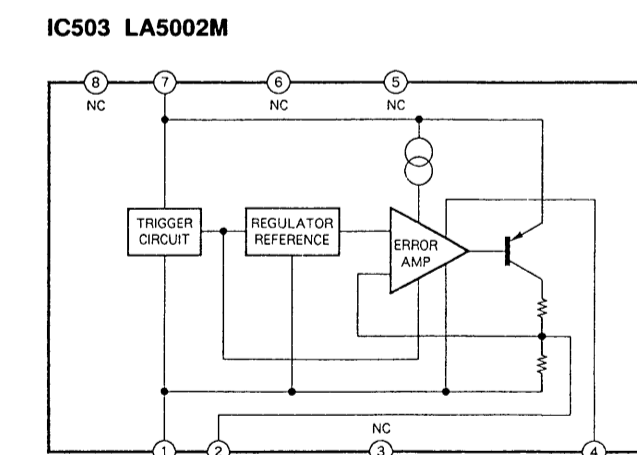 IC503 LA5002M
8 7 6 5
NC NC NC
TRIGGER
CIRCUIT
REGULATOR
REFERENCE
ERROR
AMP
NC
1 2 3 4